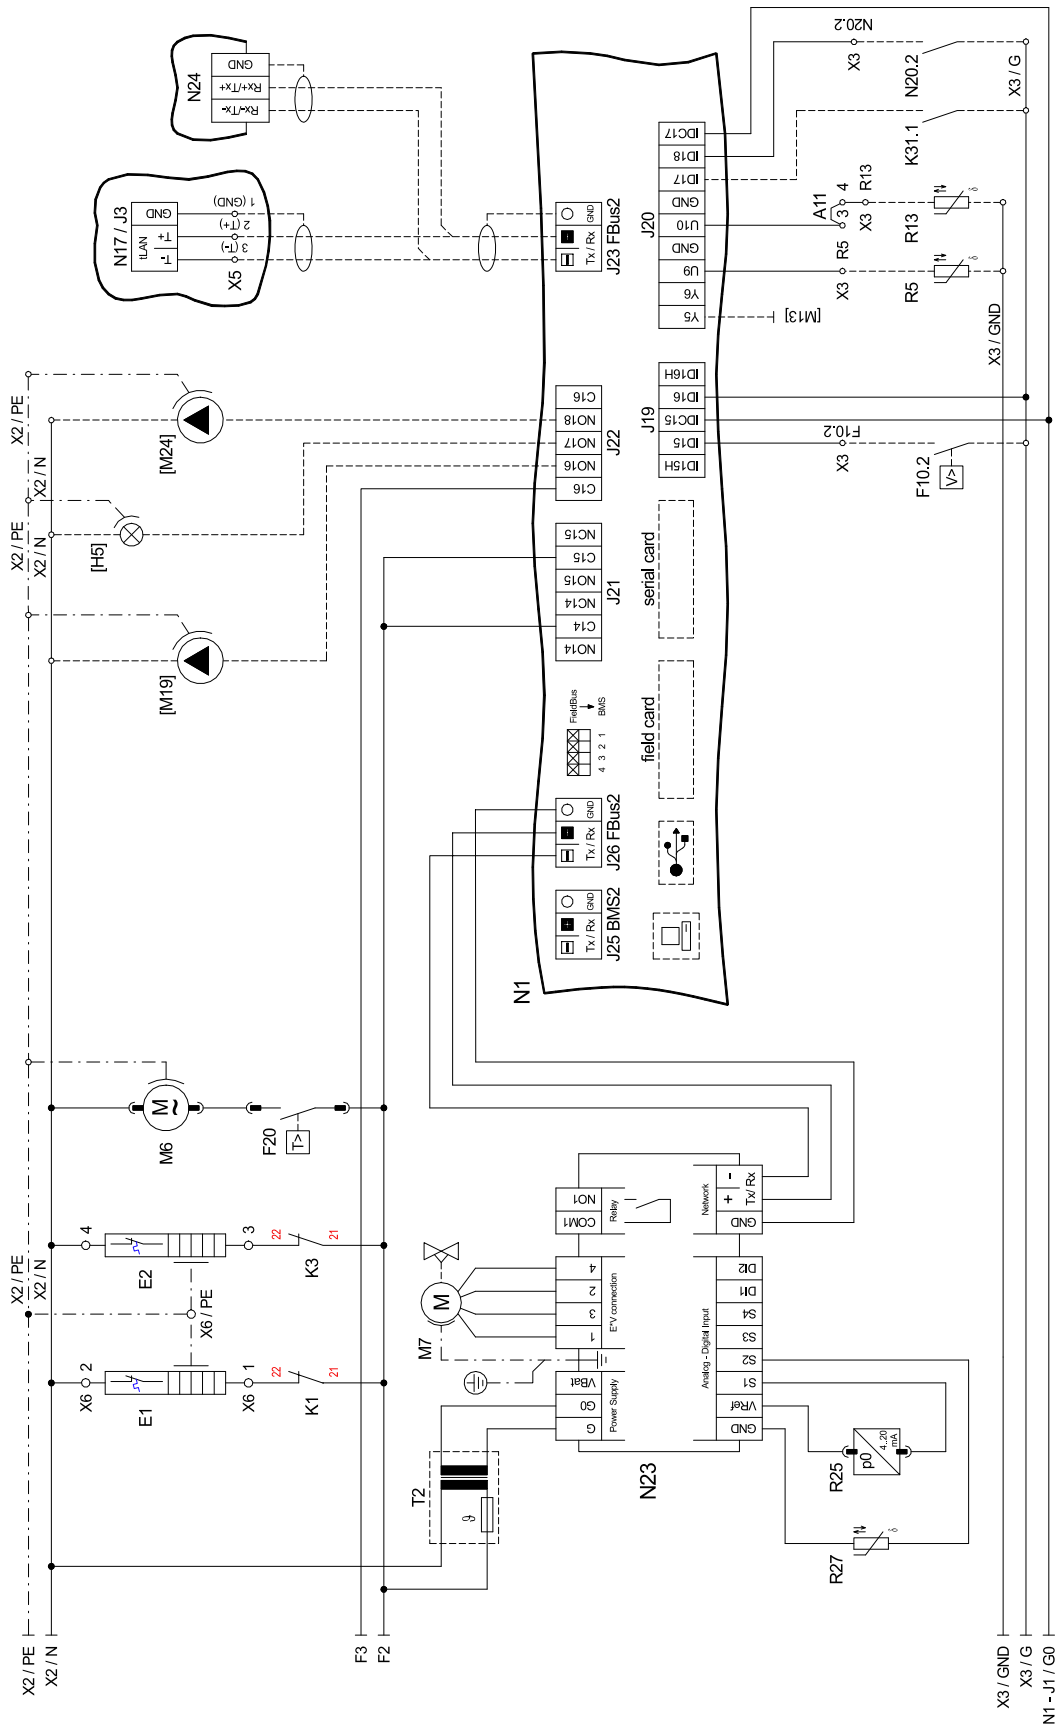 X2 / PE
X2 / N
F3
F2
X3 / GND
X3 / G
N1 - J1 / G0
X2 / PE
X2 / N
X6
2
E1
X6
1
22
21
K1
X6 / PE
4
E2
3
22
21
K3
M6
M
F20
T>
T2
ϑ
M7
M
N23
G
G0
VBat
Power Supply
1
3
2
4
E*V connection
COM1
NO1
Relay
GND
VRef
S1
S2
S3
S4
DI1
DI2
Analog - Digital Input
GND
+
-
Tx/ Rx
Network
R25
p0
4..20
mA
R27
ϑ
N1
J25 BMS2
Tx / Rx
GND
J26 FBus2
Tx / Rx
GND
4 3 2 1
FieldBus
BMS
field card
serial card
J21
NO14
C14
NC14
NO15
C15
NC15
J22
C16
NO16
NO17
NO18
C16
J23 FBus2
Tx / Rx
GND
J19
ID15H
ID15
IDC15
ID16
ID16H
J20
Y5
Y6
U9
GND
U10
GND
ID17
ID18
IDC17
[M19]
[H5]
[M24]
X2 / PE
X2 / N
X2 / PE
X2 / N
N17 / J3
tLAN
T-
T+
GND
3 (T-)
2 (T+)
1 (GND)
X5
N24
Rx-/Tx-
Rx+/Tx+
GND
X3
F10.2
F10.2
V>
[M13]
X3 / GND
X3
R5
R5
ϑ
A11
3
4
X3
R13
R13
ϑ
K31.1
N20.2
X3
N20.2
X3 / G